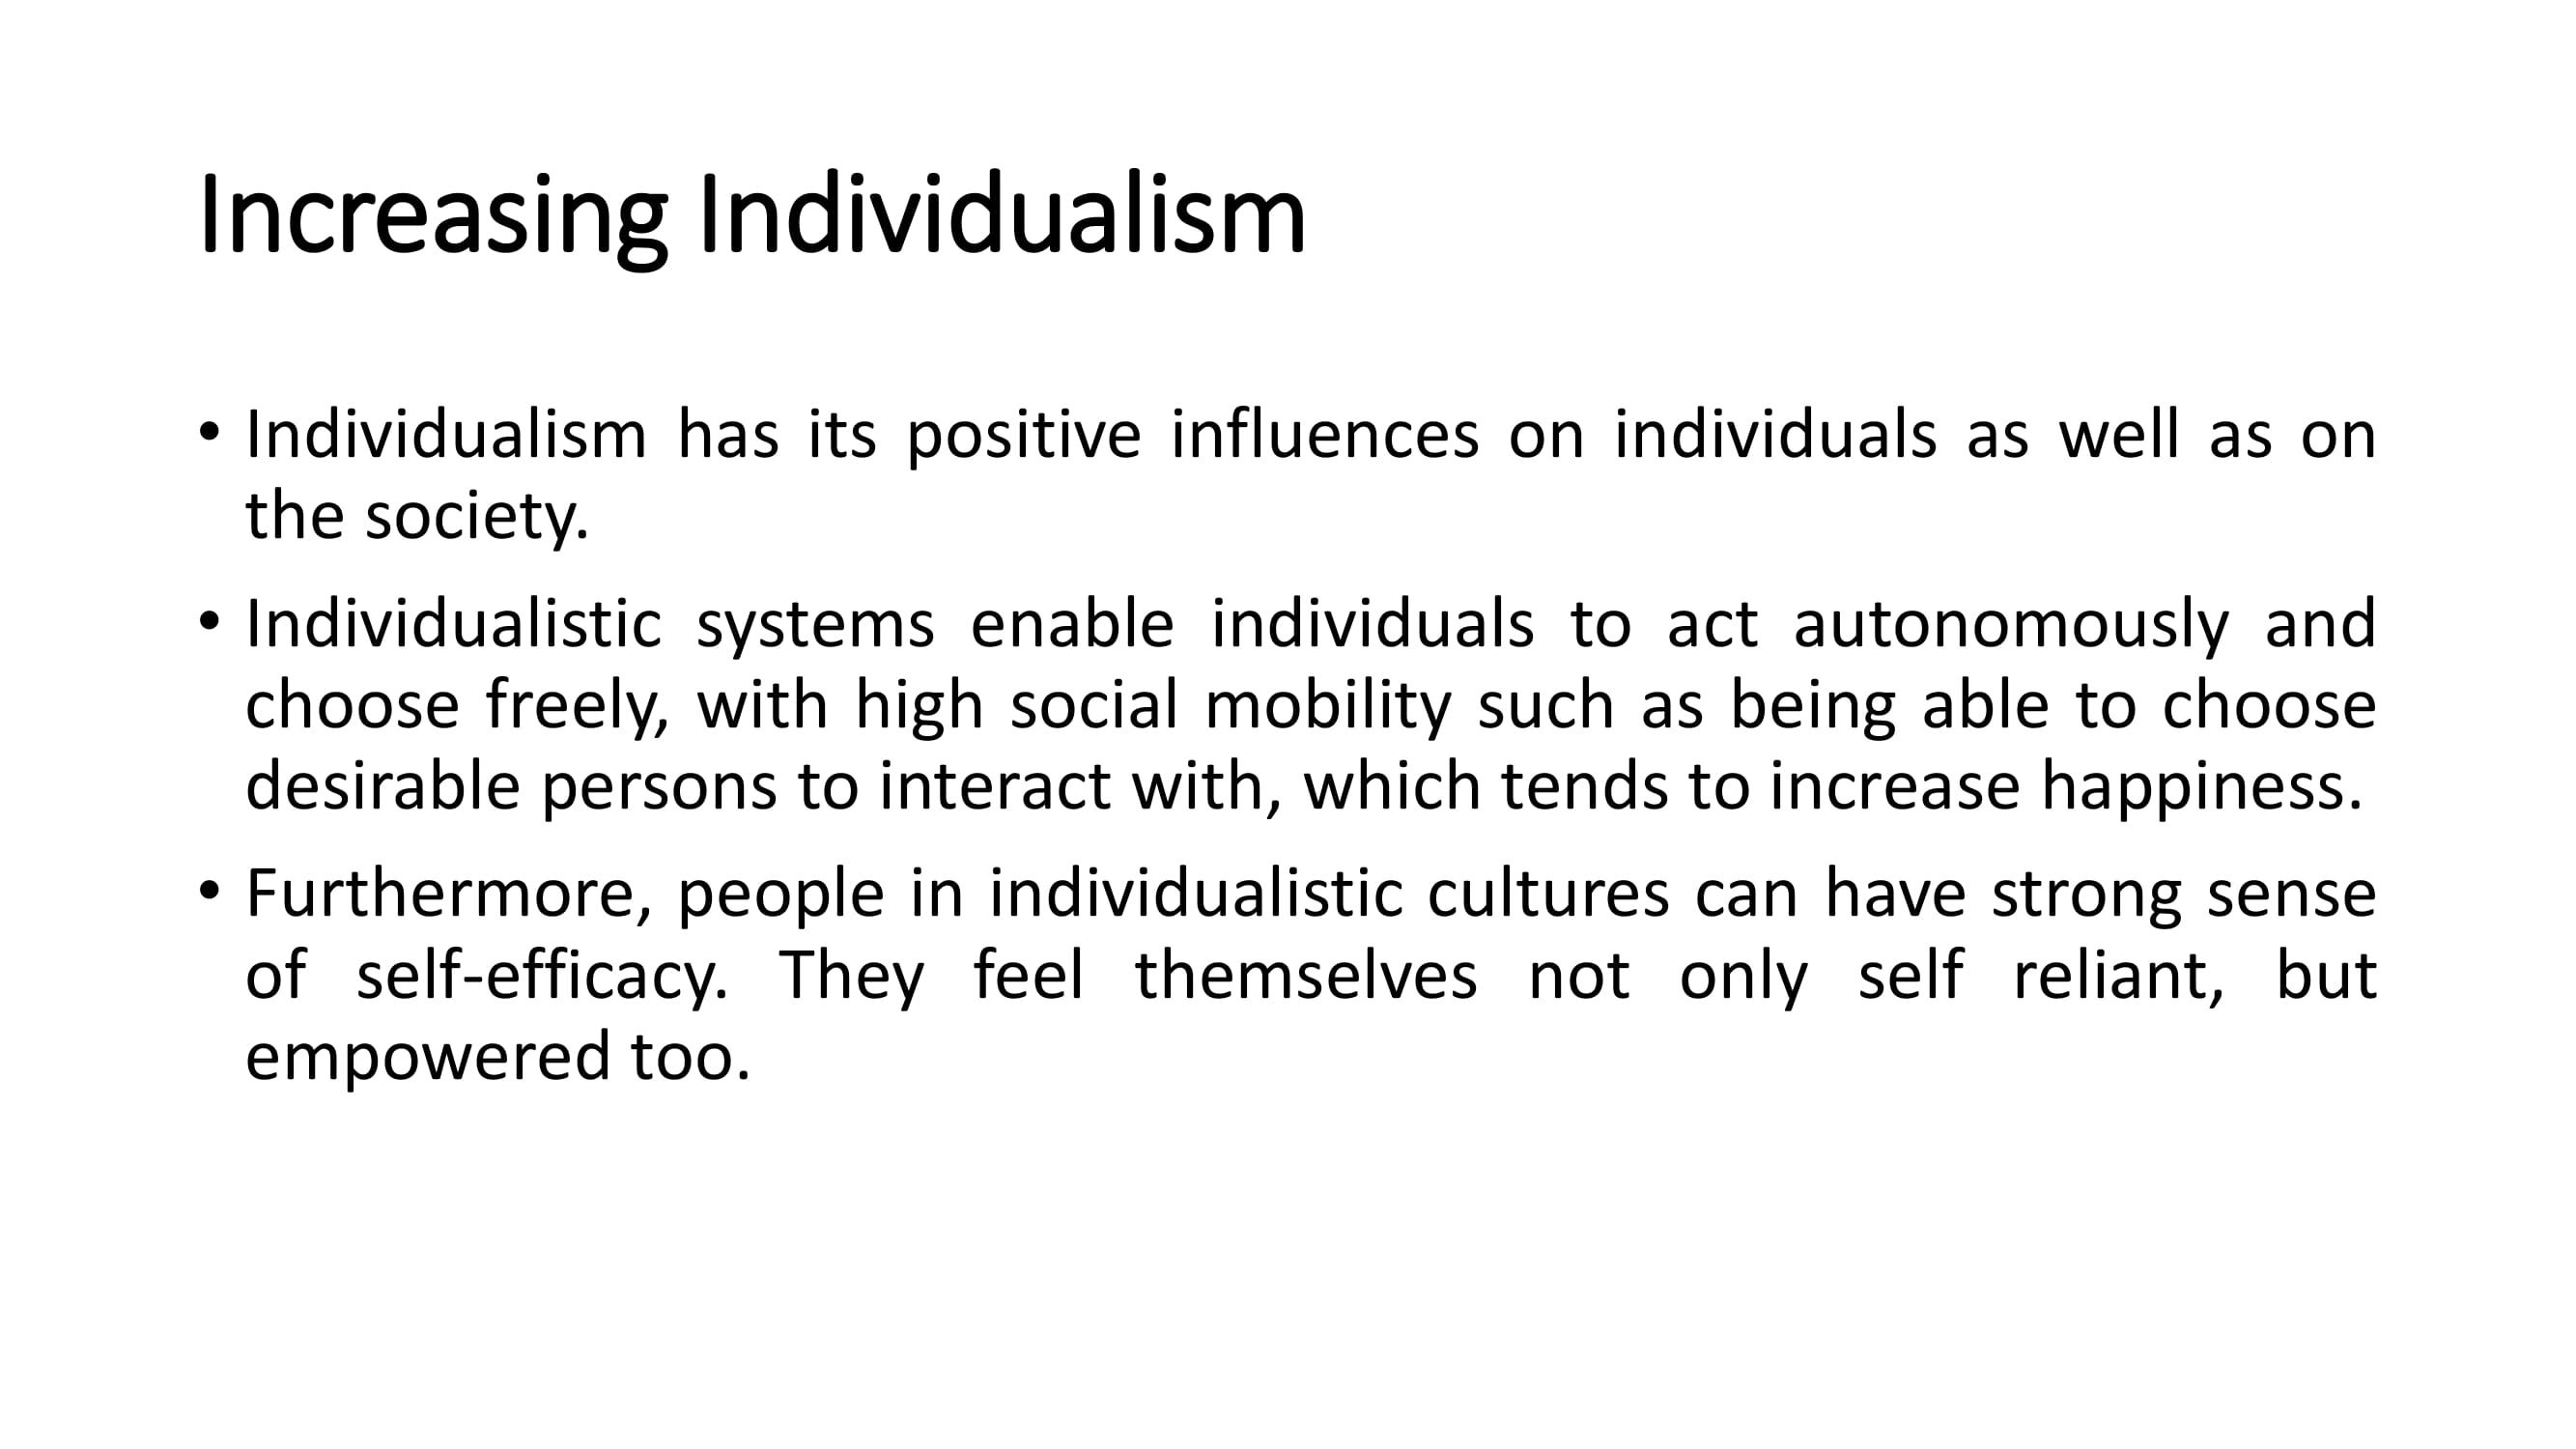 Increasing Individualism
• Individualism has its positive influences on individuals as well as on
the society.
• Individualistic systems enable individuals to act autonomously and
choose freely, with high social mobility such as being able to choose
desirable persons to interact with, which tends to increase happiness.
• Furthermore, people in individualistic cultures can have strong sense
of self-efficacy. They feel themselves not only self reliant, but
empowered too.